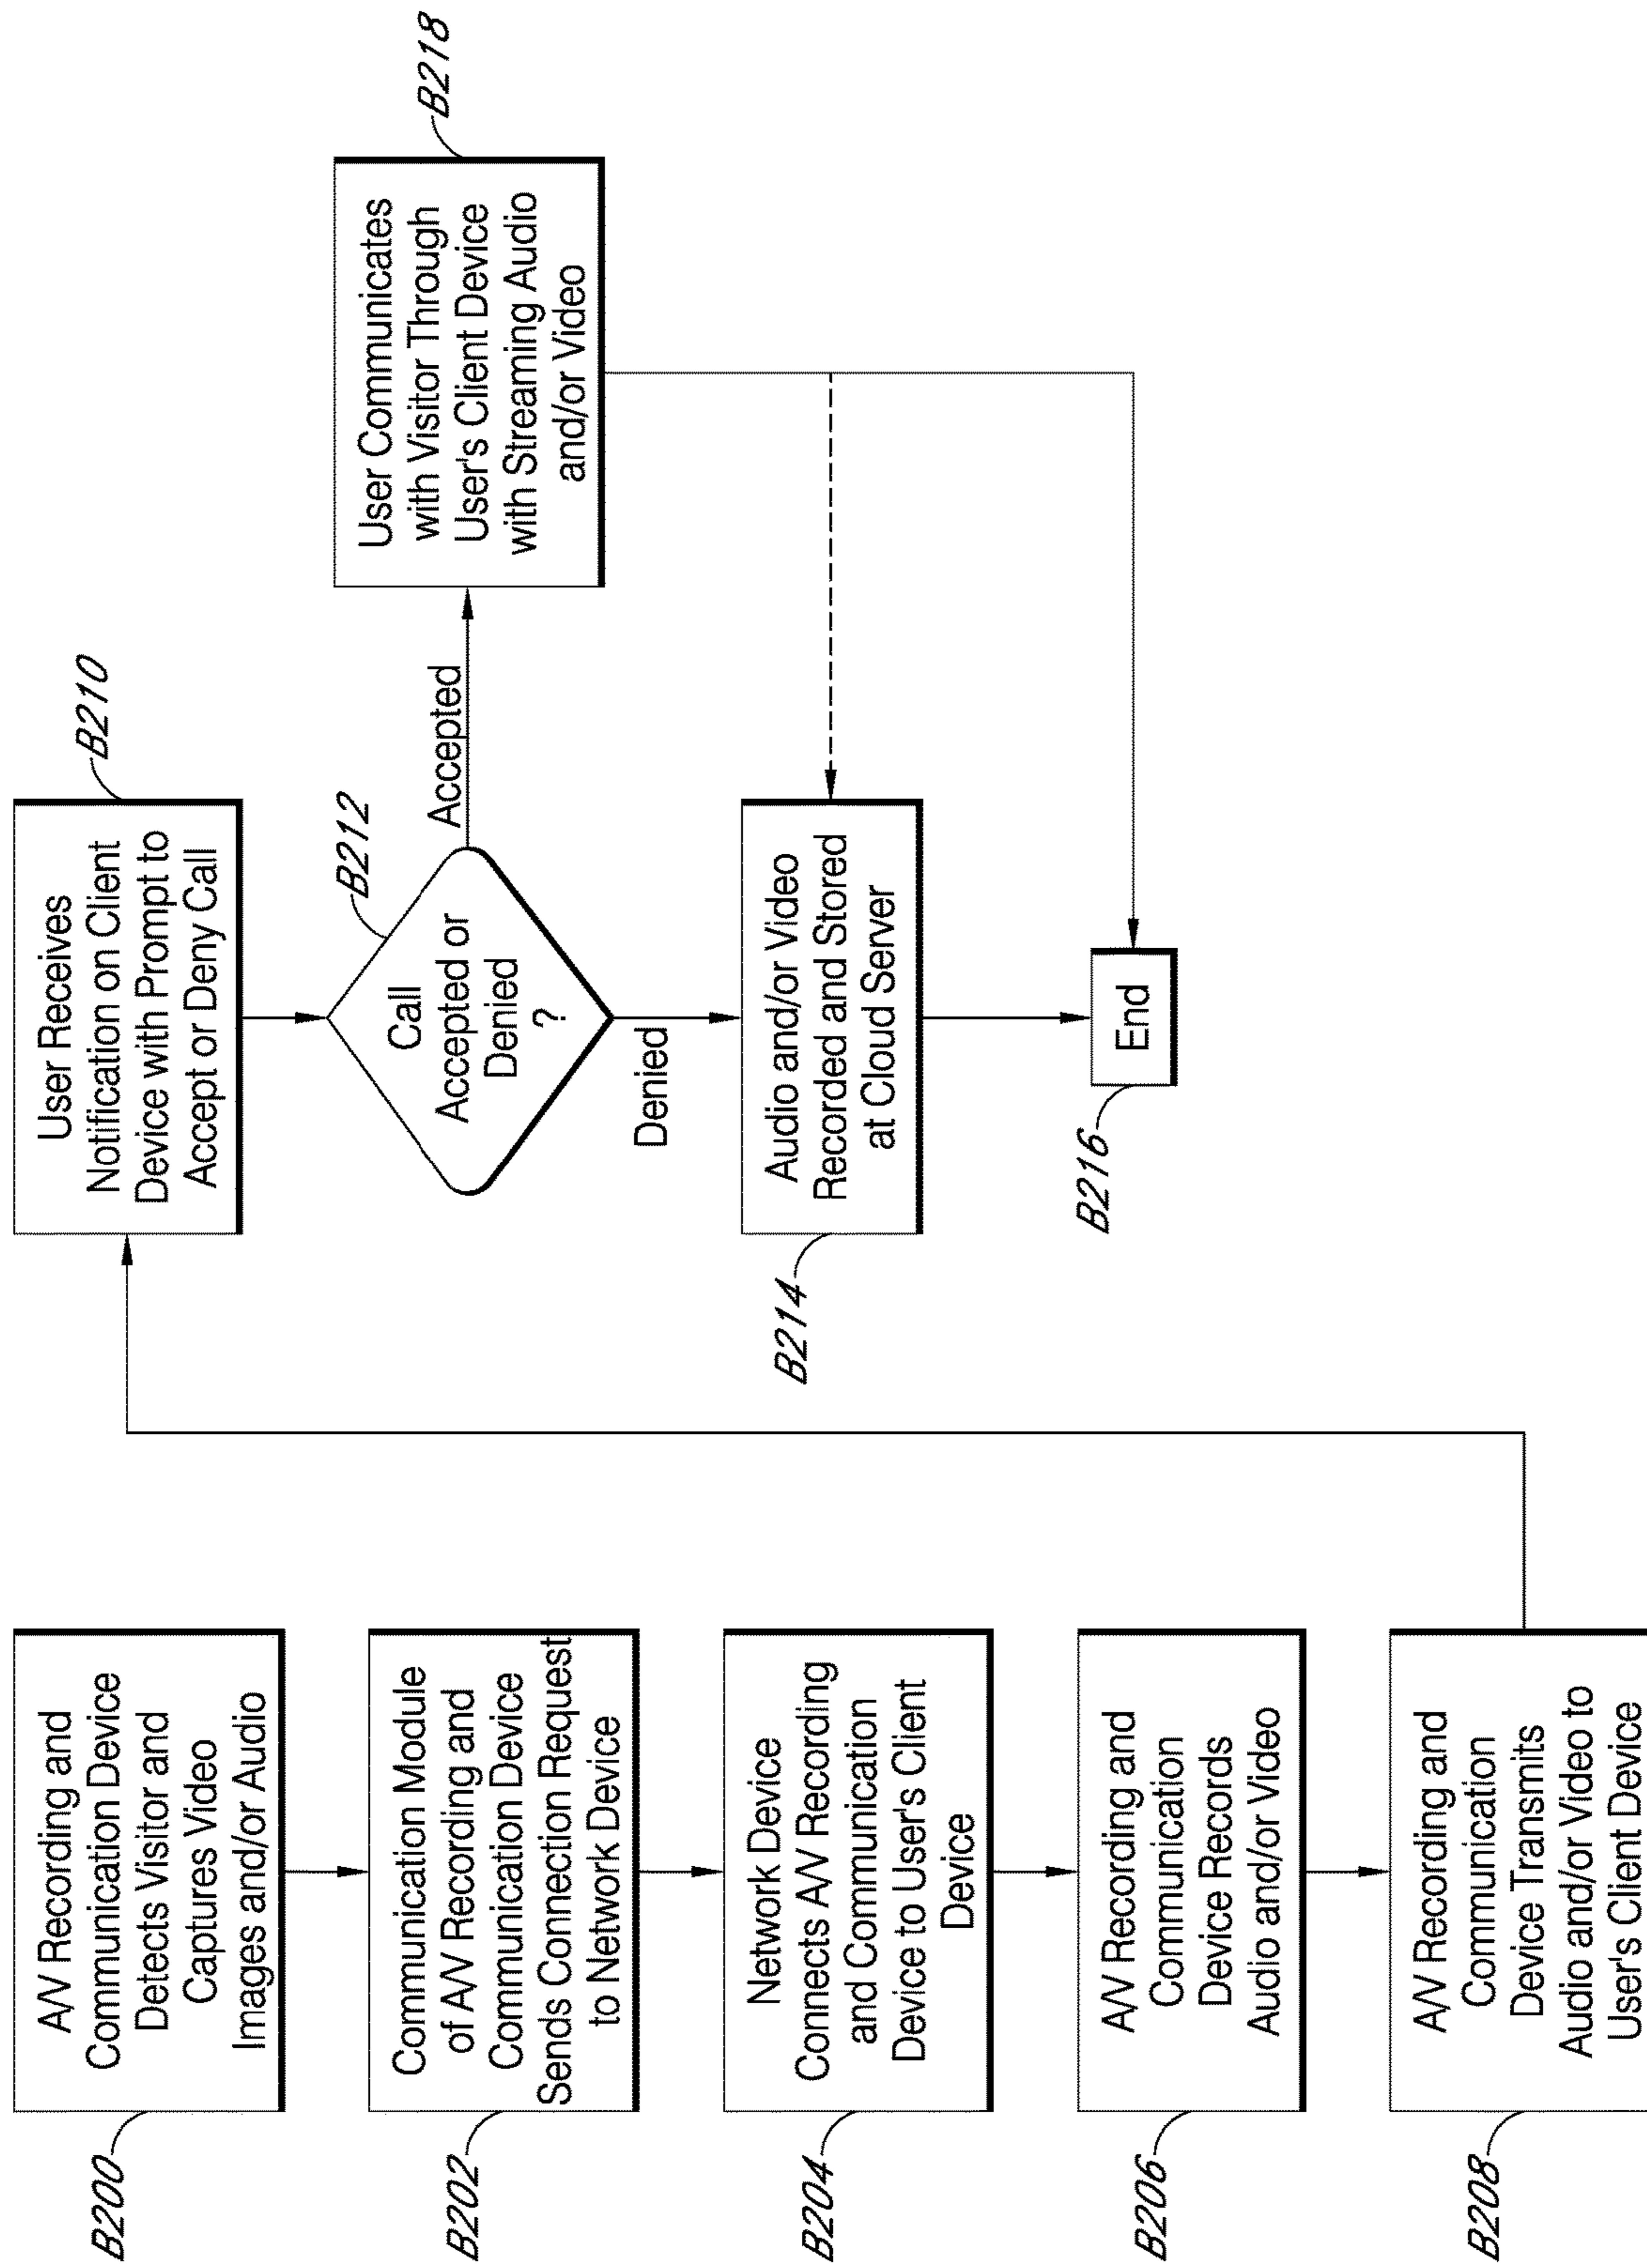 B200
A/V Recording and
Communication Device
Detects Visitor and
Captures Video
Images and/or Audio
B202
Communication Module
of A/V Recording and
Communication Device
Sends Connection Request
to Network Device
B204
Network Device
Connects A/V Recording
and Communication
Device to User's Client
Device
B206
A/V Recording and
Communication
Device Records
Audio and/or Video
B208
A/V Recording and
Communication
Device Transmits
Audio and/or Video to
User's Client Device
B210
User Receives
Notification on Client
Device with Prompt to
Accept or Deny Call
B212
Call
Accepted or
Denied
?
Accepted
Denied
B218
User Communicates
with Visitor Through
User's Client Device
with Streaming Audio
and/or Video
B214
Audio and/or Video
Recorded and Stored
at Cloud Server
B216
End